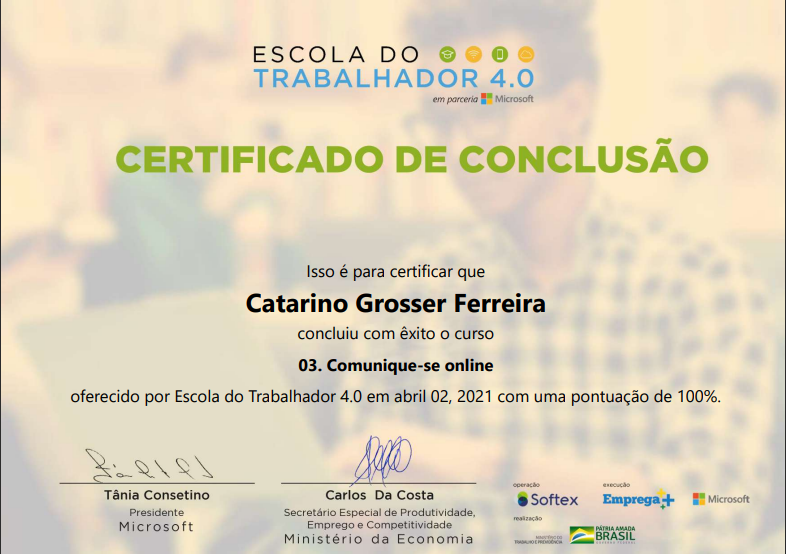 ESCOLA DO
TRABALHADOR 4.0
em parceria Microsoft
CERTIFICADO DE CONCLUSÃO
Isso é para certificar que
Catarino Grosser Ferreira
concluiu com êxito o curso
03. Comunique-se online
oferecido por Escola do Trabalhador 4.0 em abril 02, 2021 com uma pontuação de 100%.
Tânia Consetino
Presidente
Microsoft
Carlos Da Costa
Secretário Especial de Produtividade,
Emprego e Competitividade
Ministério da Economia
operação
Softex
execução
Emprega+
Microsoft
realização
MINISTÉRIO DO
TRABALHO E PREVIDÊNCIA
PÁTRIA AMADA
BRASIL
GOVERNO FEDERAL